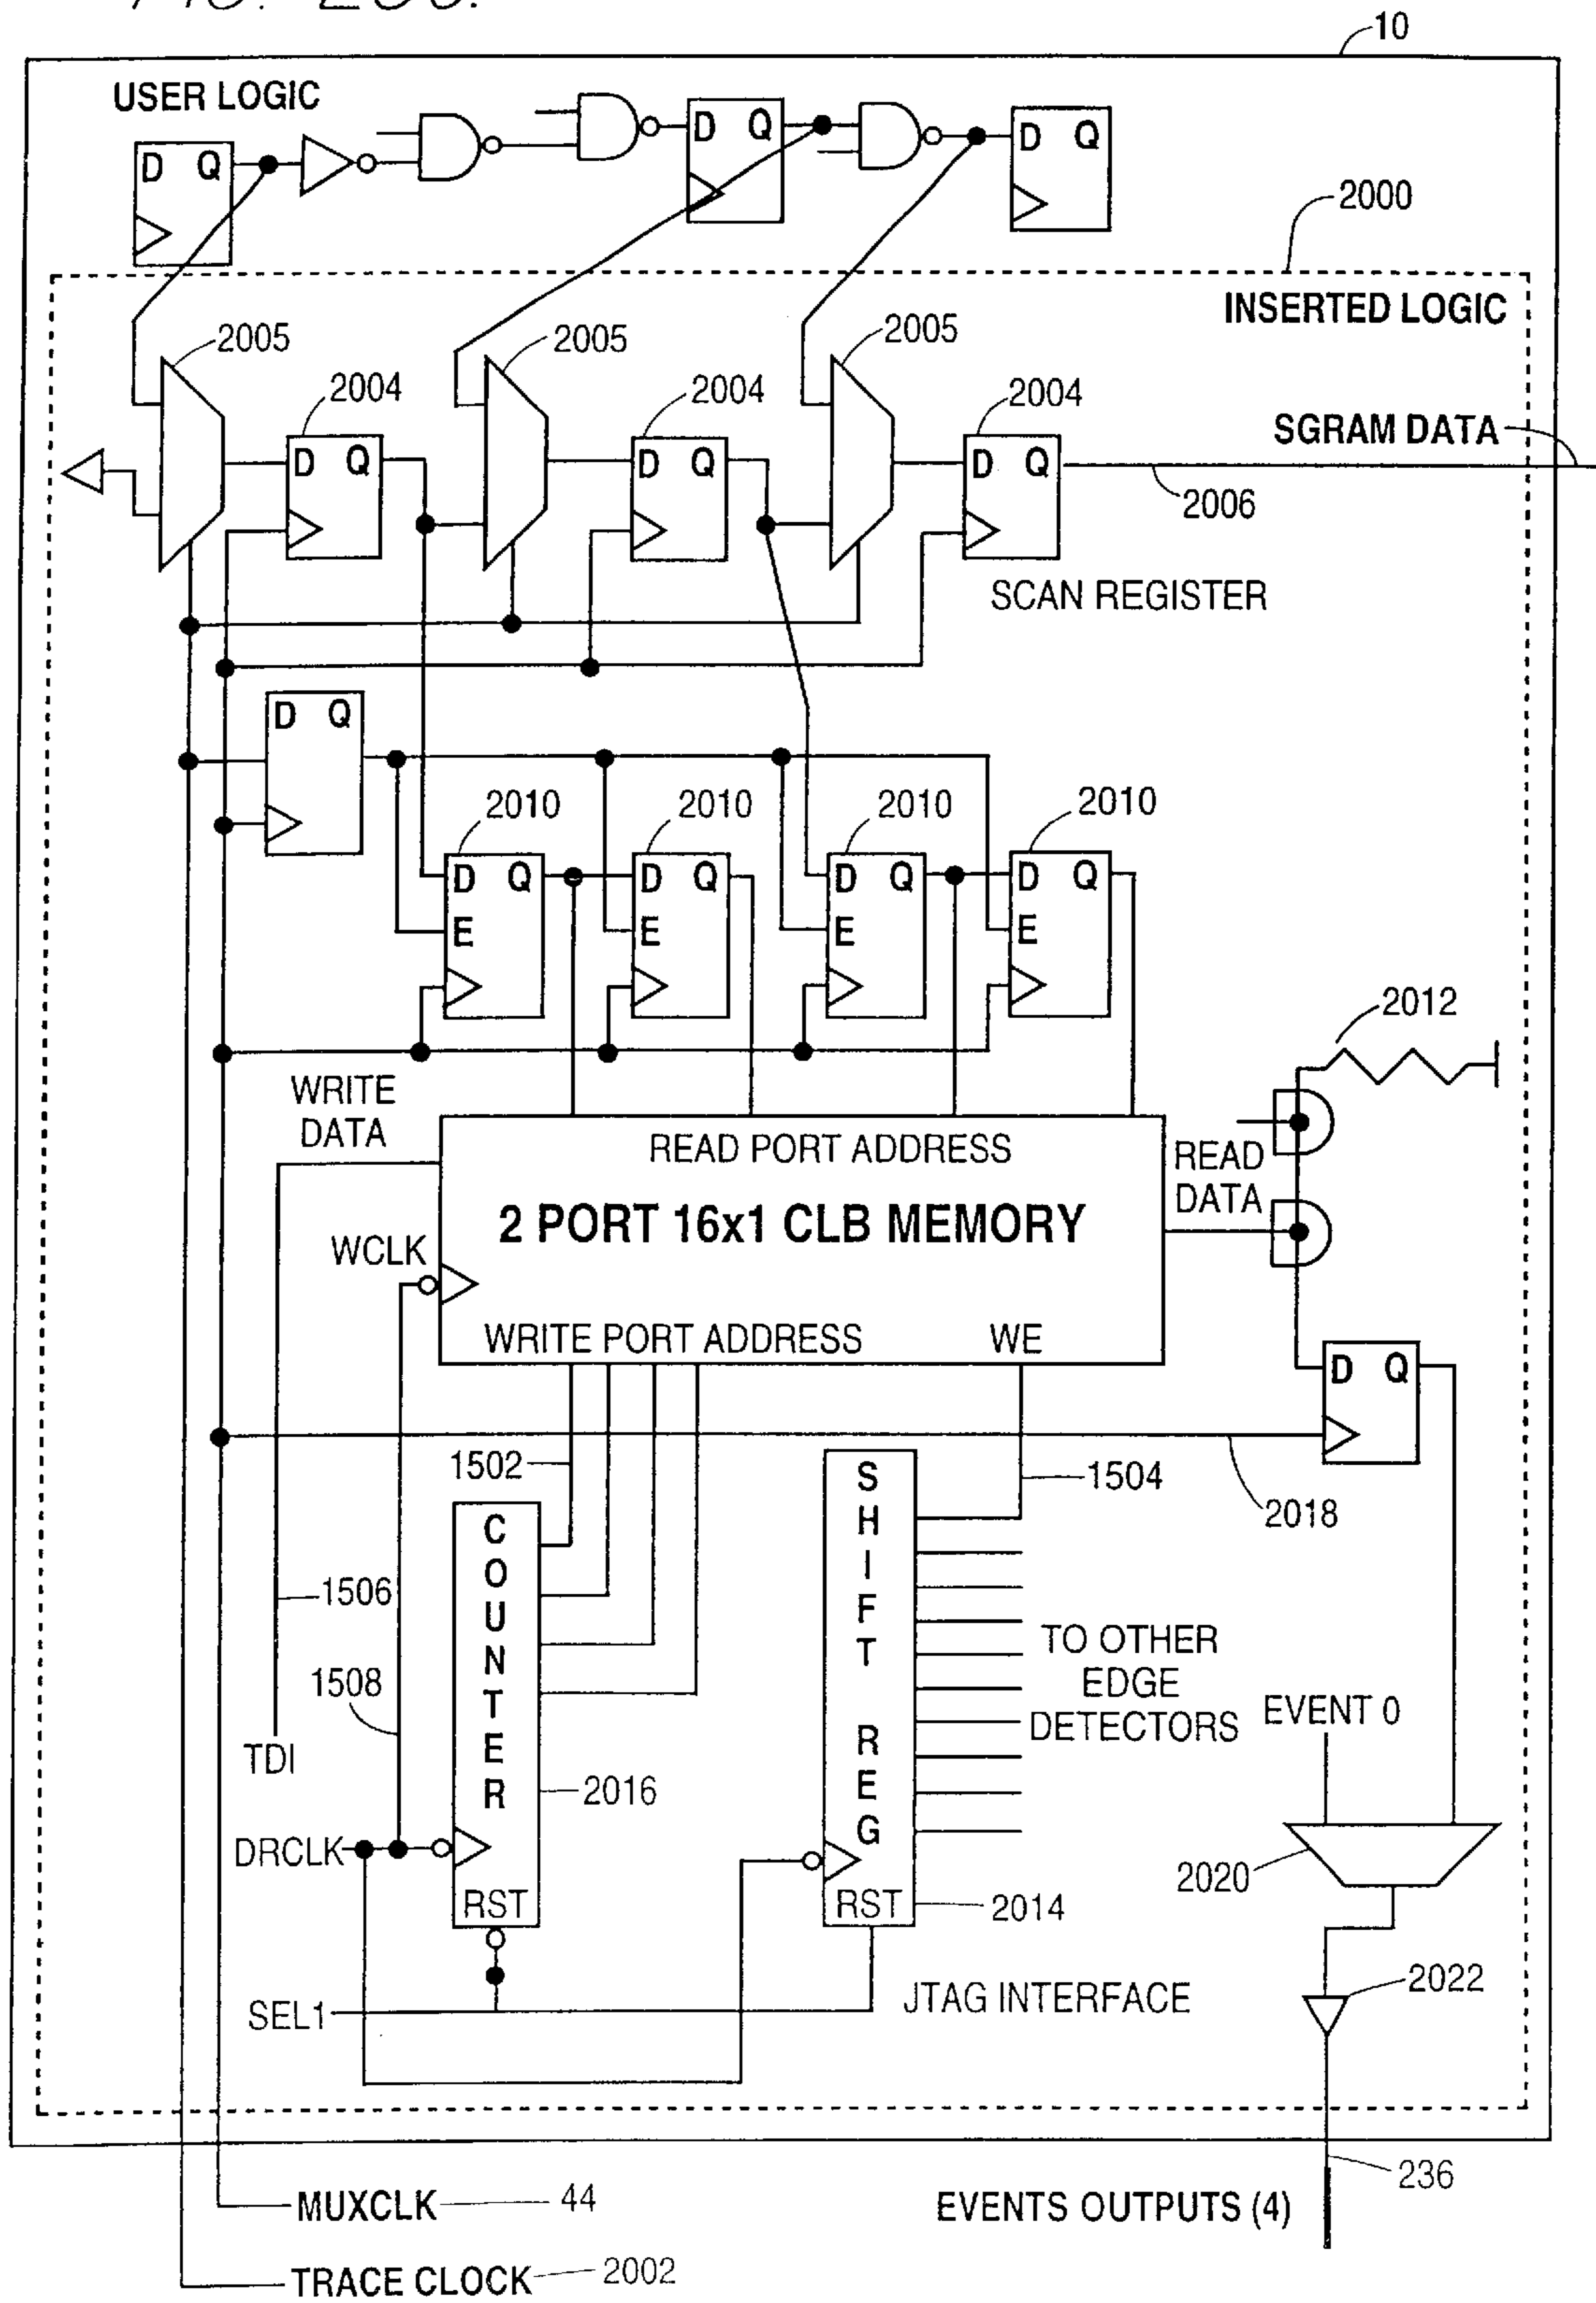 10
USER LOGIC
D Q
D Q
D Q
2000
INSERTED LOGIC
2005
2005
2005
2004
2004
2004
SGRAM DATA
D Q
D Q
D Q
2006
SCAN REGISTER
D Q
2010
2010
2010
2010
D Q
E
D Q
E
D Q
E
D Q
E
2012
WRITE
DATA
READ PORT ADDRESS
READ
DATA
2 PORT 16x1 CLB MEMORY
WCLK
WRITE PORT ADDRESS
WE
D Q
1502
1504
2018
COUNTER
SHIFT REG
1506
TO OTHER
EDGE
DETECTORS
1508
EVENT 0
TDI
2016
DRCLK
2020
RST
RST
2014
SEL1
JTAG INTERFACE
2022
236
MUXCLK
44
EVENTS OUTPUTS (4)
TRACE CLOCK
2002